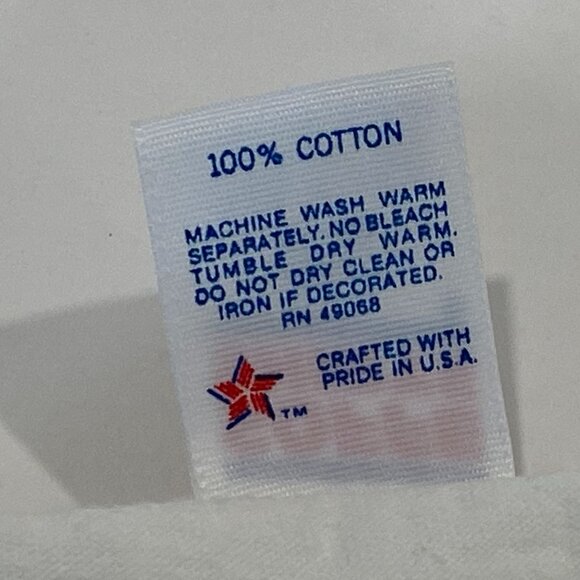 100% COTTON
MACHINE WASH WARM
SEPARATELY. NO BLEACH
TUMBLE DRY WARM.
DO NOT DRY CLEAN OR
IRON IF DECORATED.
RN 49068
CRAFTED WITH
PRIDE IN U.S.A.
TM